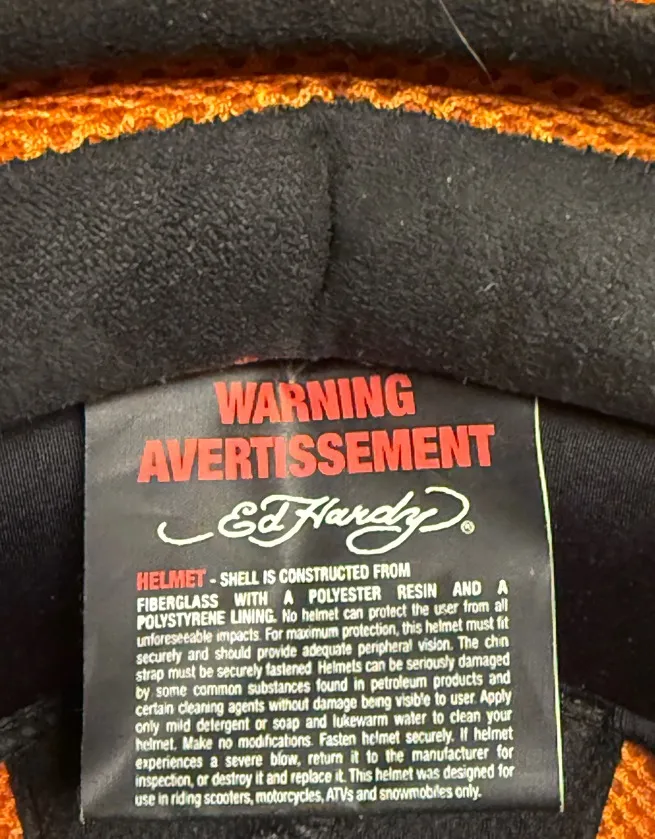 WARNING
AVERTISSEMENT
Ed Hardy®
HELMET - SHELL IS CONSTRUCTED FROM
FIBERGLASS WITH A POLYESTER RESIN AND A
POLYSTYRENE LINING. No helmet can protect the user from all
unforeseeable impacts. For maximum protection, this helmet must fit
securely and should provide adequate peripheral vision. The chin
strap must be securely fastened Helmets can be seriously damaged
by some common substances found in petroleum products and
certain cleaning agents without damage being visible to user. Apply
only mild detergent or soap and lukewarm water to clean your
helmet. Make no modifications. Fasten helmet securely. If helmet
experiences a severe blow, return it to the manufacturer for
inspection, or destroy it and replace it. This helmet was designed for
use in riding scooters, motorcycles, ATVs and snowmobiles only.